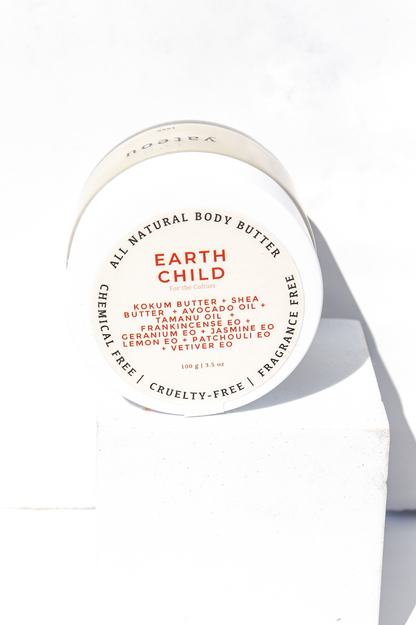 yateou
ALL NATURAL BODY BUTTER
EARTH
CHILD
For the Culture
KOKUM BUTTER + SHEA
BUTTER + AVOCADO OIL +
TAMANU OIL +
FRANKINCENSE EO +
GERANIUM EO + JASMINE EO
LEMON EO + PATCHOULI EO
+ VETIVER EO
100 g | 3.5 oz
CHEMICAL FREE | CRUELTY-FREE | FRAGRANCE FREE